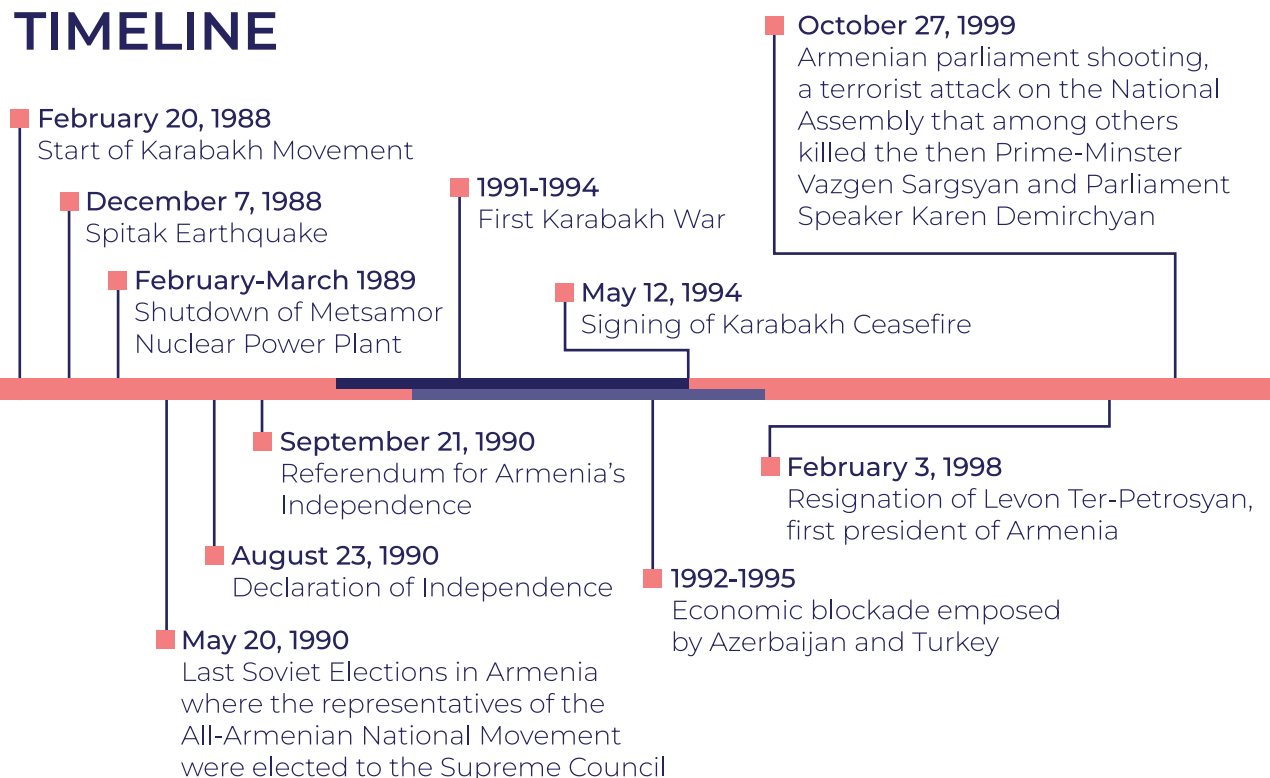 TIMELINE
February 20, 1988
Start of Karabakh Movement
December 7, 1988
Spitak Earthquake
February-March 1989
Shutdown of Metsamor
Nuclear Power Plant
1991-1994
First Karabakh War
May 12, 1994
Signing of Karabakh Ceasefire
October 27, 1999
Armenian parliament shooting,
a terrorist attack on the National
Assembly that among others
killed the then Prime-Minster
Vazgen Sargsyan and Parliament
Speaker Karen Demirchyan
September 21, 1990
Referendum for Armenia’s
Independence
August 23, 1990
Declaration of Independence
May 20, 1990
Last Soviet Elections in Armenia
where the representatives of the
All-Armenian National Movement
were elected to the Supreme Council
1992-1995
Economic blockade emposed
by Azerbaijan and Turkey
February 3, 1998
Resignation of Levon Ter-Petrosyan,
first president of Armenia